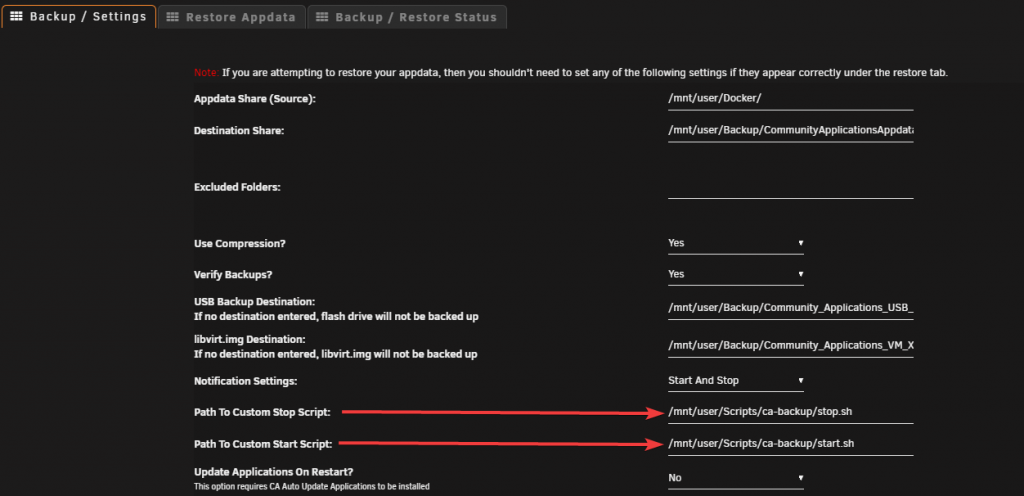 Backup / Settings Restore Appdata Backup / Restore Status
Note: If you are attempting to restore your appdata, then you shouldn't need to set any of the following settings if they appear correctly under the restore tab.
Appdata Share (Source): /mnt/user/Docker/
Destination Share: /mnt/user/Backup/CommunityApplicationsAppdata
Excluded Folders:
Use Compression? Yes
Verify Backups? Yes
USB Backup Destination: /mnt/user/Backup/Community_Applications_USB_
If no destination entered, flash drive will not be backed up
libvirt.img Destination: /mnt/user/Backup/Community_Applications_VM_X
If no destination entered, libvirt.img will not be backed up
Notification Settings: Start And Stop
Path To Custom Stop Script: /mnt/user/Scripts/ca-backup/stop.sh
Path To Custom Start Script: /mnt/user/Scripts/ca-backup/start.sh
Update Applications On Restart? No
This option requires CA Auto Update Applications to be installed